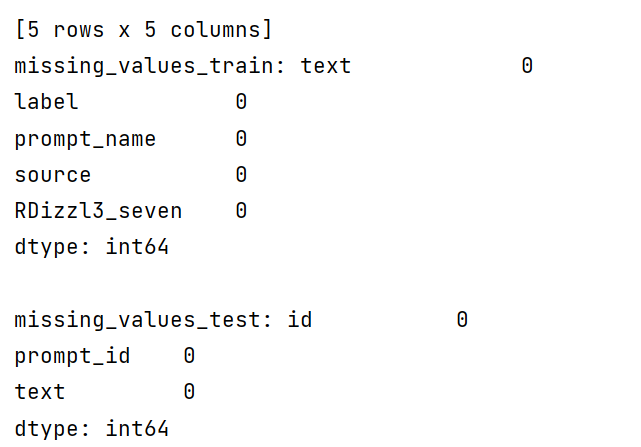 [5 rows x 5 columns]
missing_values_train: text             0
label            0
prompt_name      0
source           0
RDizzl3_seven    0
dtype: int64

missing_values_test: id           0
prompt_id    0
text         0
dtype: int64